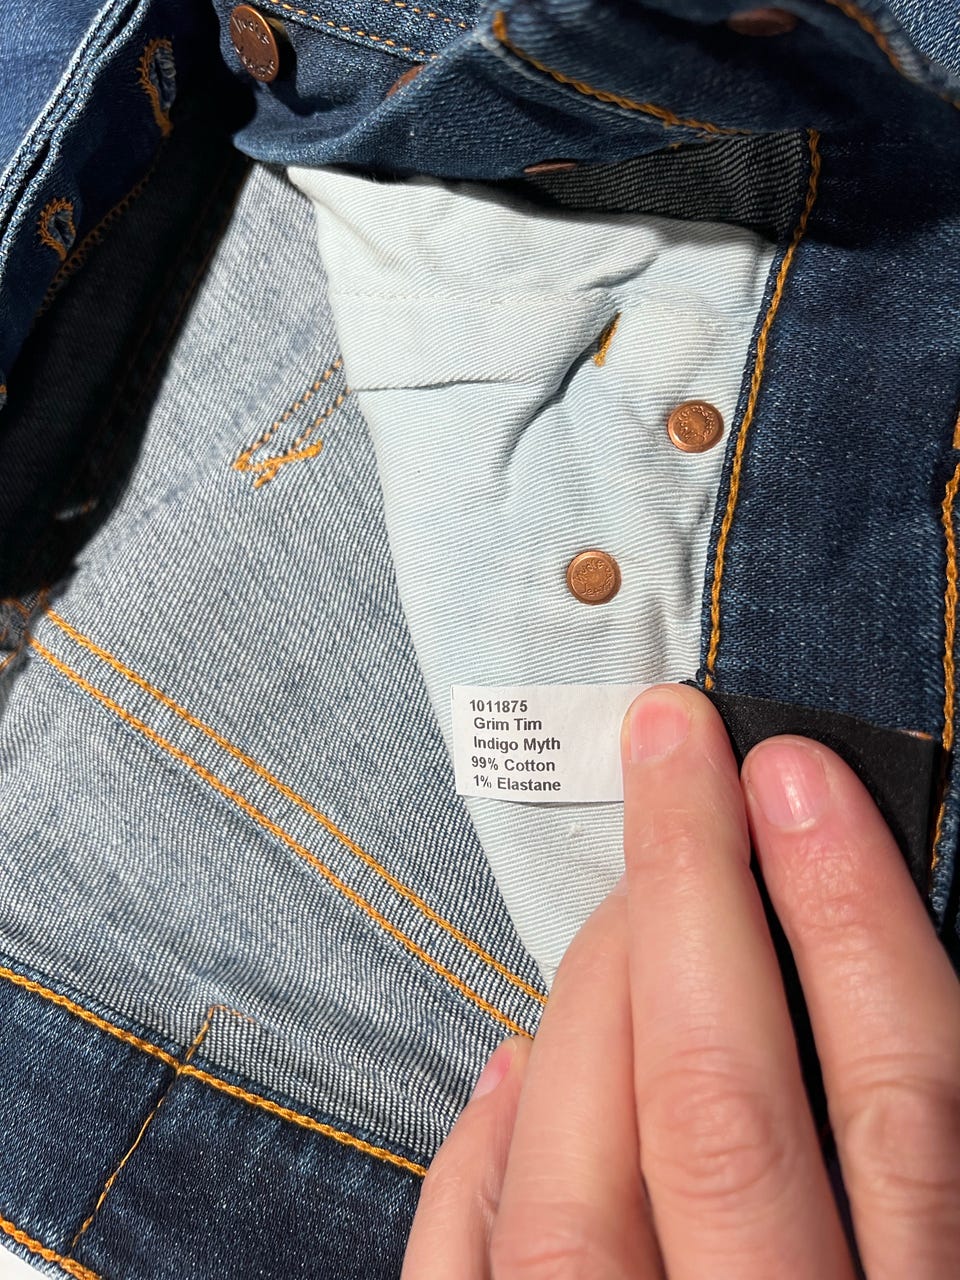 1011875
Grim Tim
Indigo Myth
99% Cotton
1% Elastane